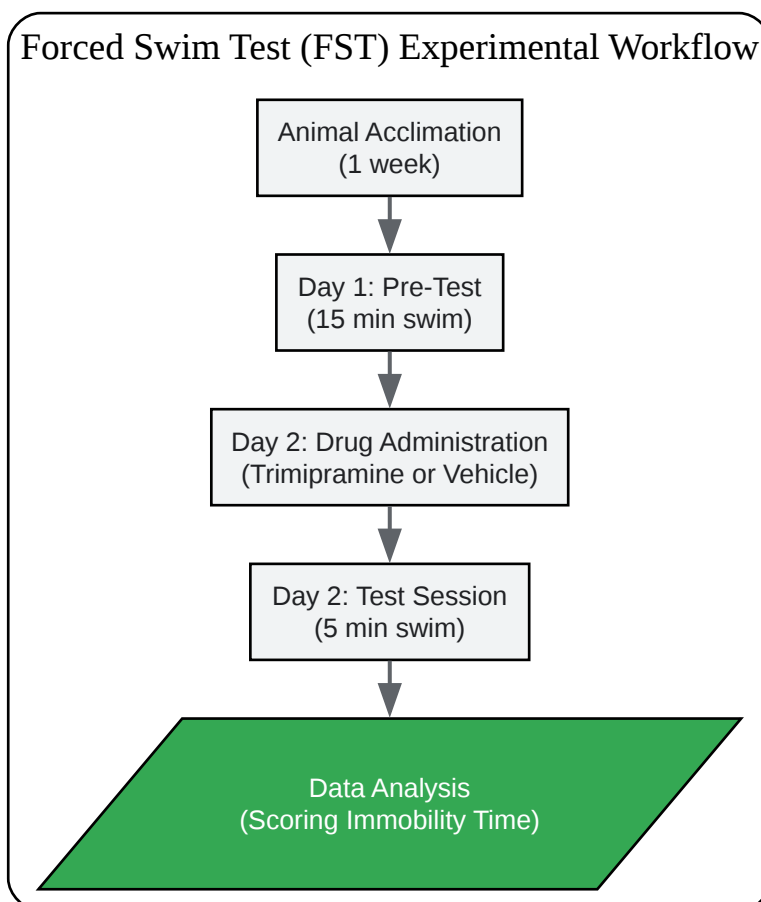 Forced Swim Test (FST) Experimental Workflow
Animal Acclimation
(1 week)
Day 1: Pre-Test
(15 min swim)
Day 2: Drug Administration
(Trimipramine or Vehicle)
Day 2: Test Session
(5 min swim)
Data Analysis
(Scoring Immobility Time)